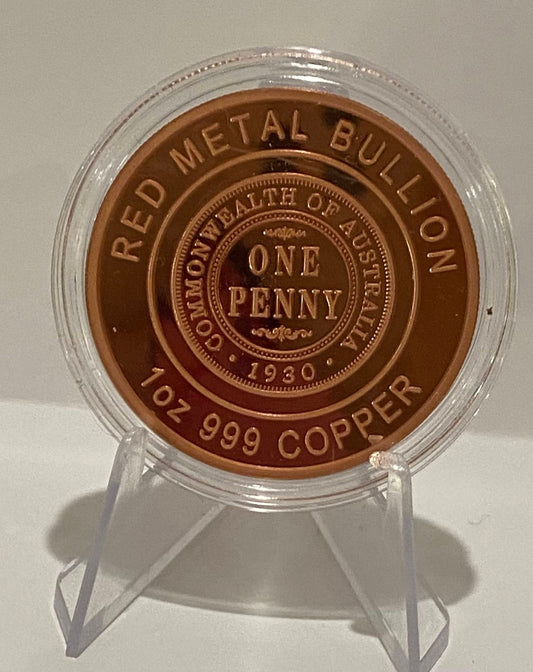 RED METAL BULLION
COMMONWEALTH OF AUSTRALIA
ONE
PENNY
· 1930 ·
1oz 999 COPPER